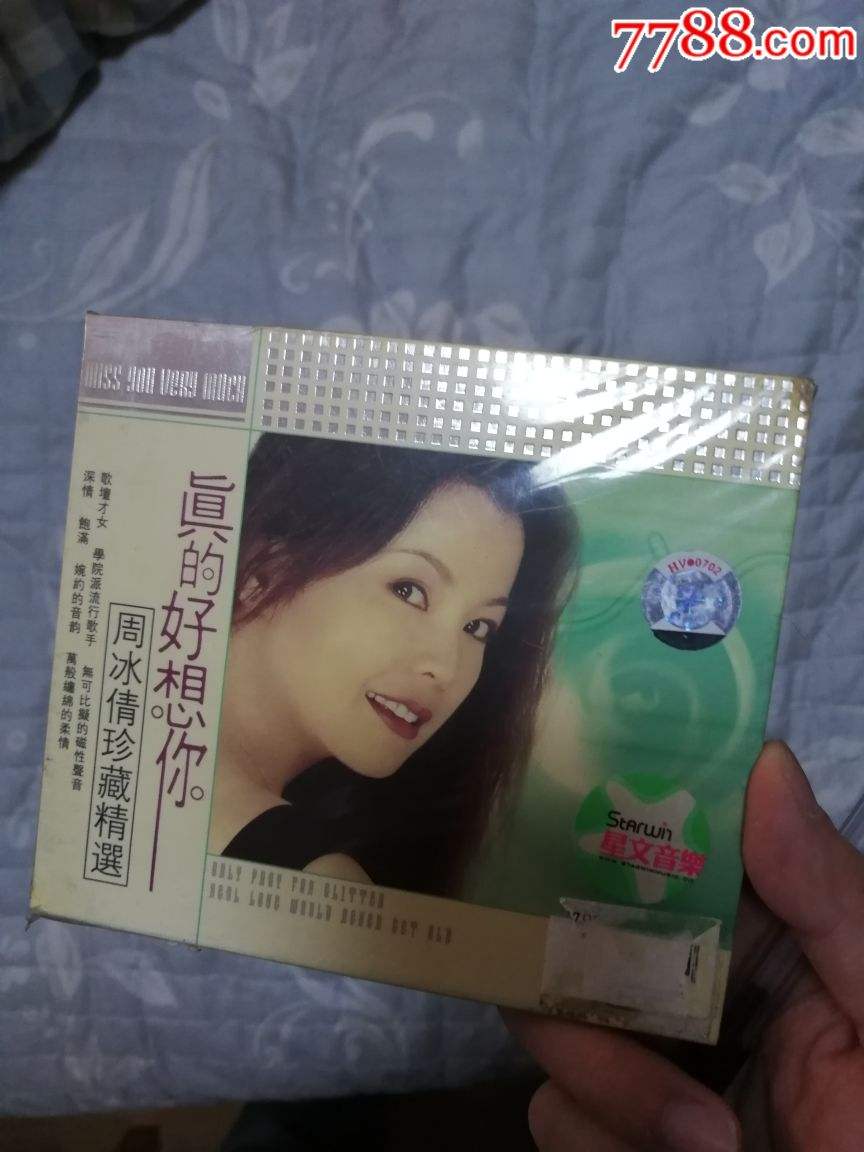 7788.com
MISS YOU VERY MUCH
真的好想你
周冰倩珍藏精選
歌壇才女 學院派流行歌手 無可比擬的磁性聲音
深情 飽滿 婉約的音韵 萬般纏綿的柔情
HV●0702
Starwin
星文音樂